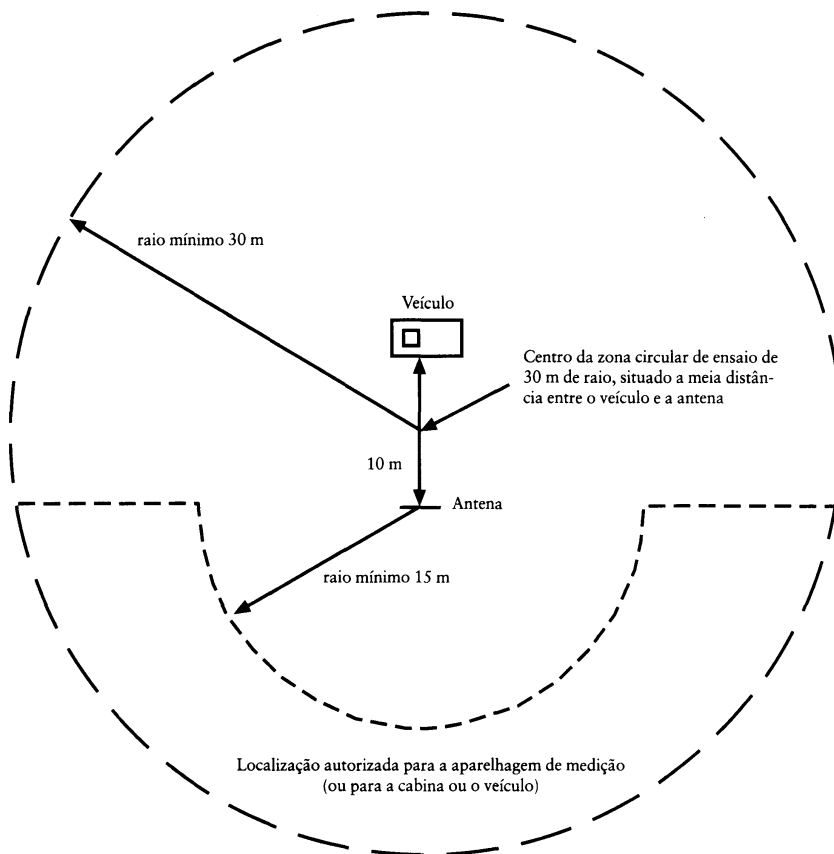 raio mínimo 30 m
Veículo
Centro da zona circular de ensaio de
30 m de raio, situado a meia distân-
cia entre o veículo e a antena
10 m
Antena
raio mínimo 15 m
Localização autorizada para a aparelhagem de medição
(ou para a cabina ou o veículo)